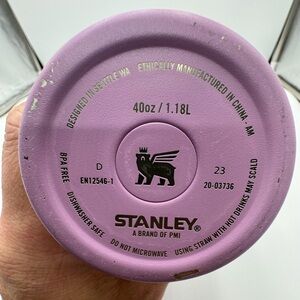 DESIGNED IN SEATTLE WA    ETHICALLY MANUFACTURED IN CHINA - AM
40oz / 1.18L
D
EN12546-1
23
20-03736
STANLEY®
A BRAND OF PMI
BPA FREE    DISHWASHER SAFE    DO NOT MICROWAVE    USING STRAW WITH HOT DRINKS MAY SCALD